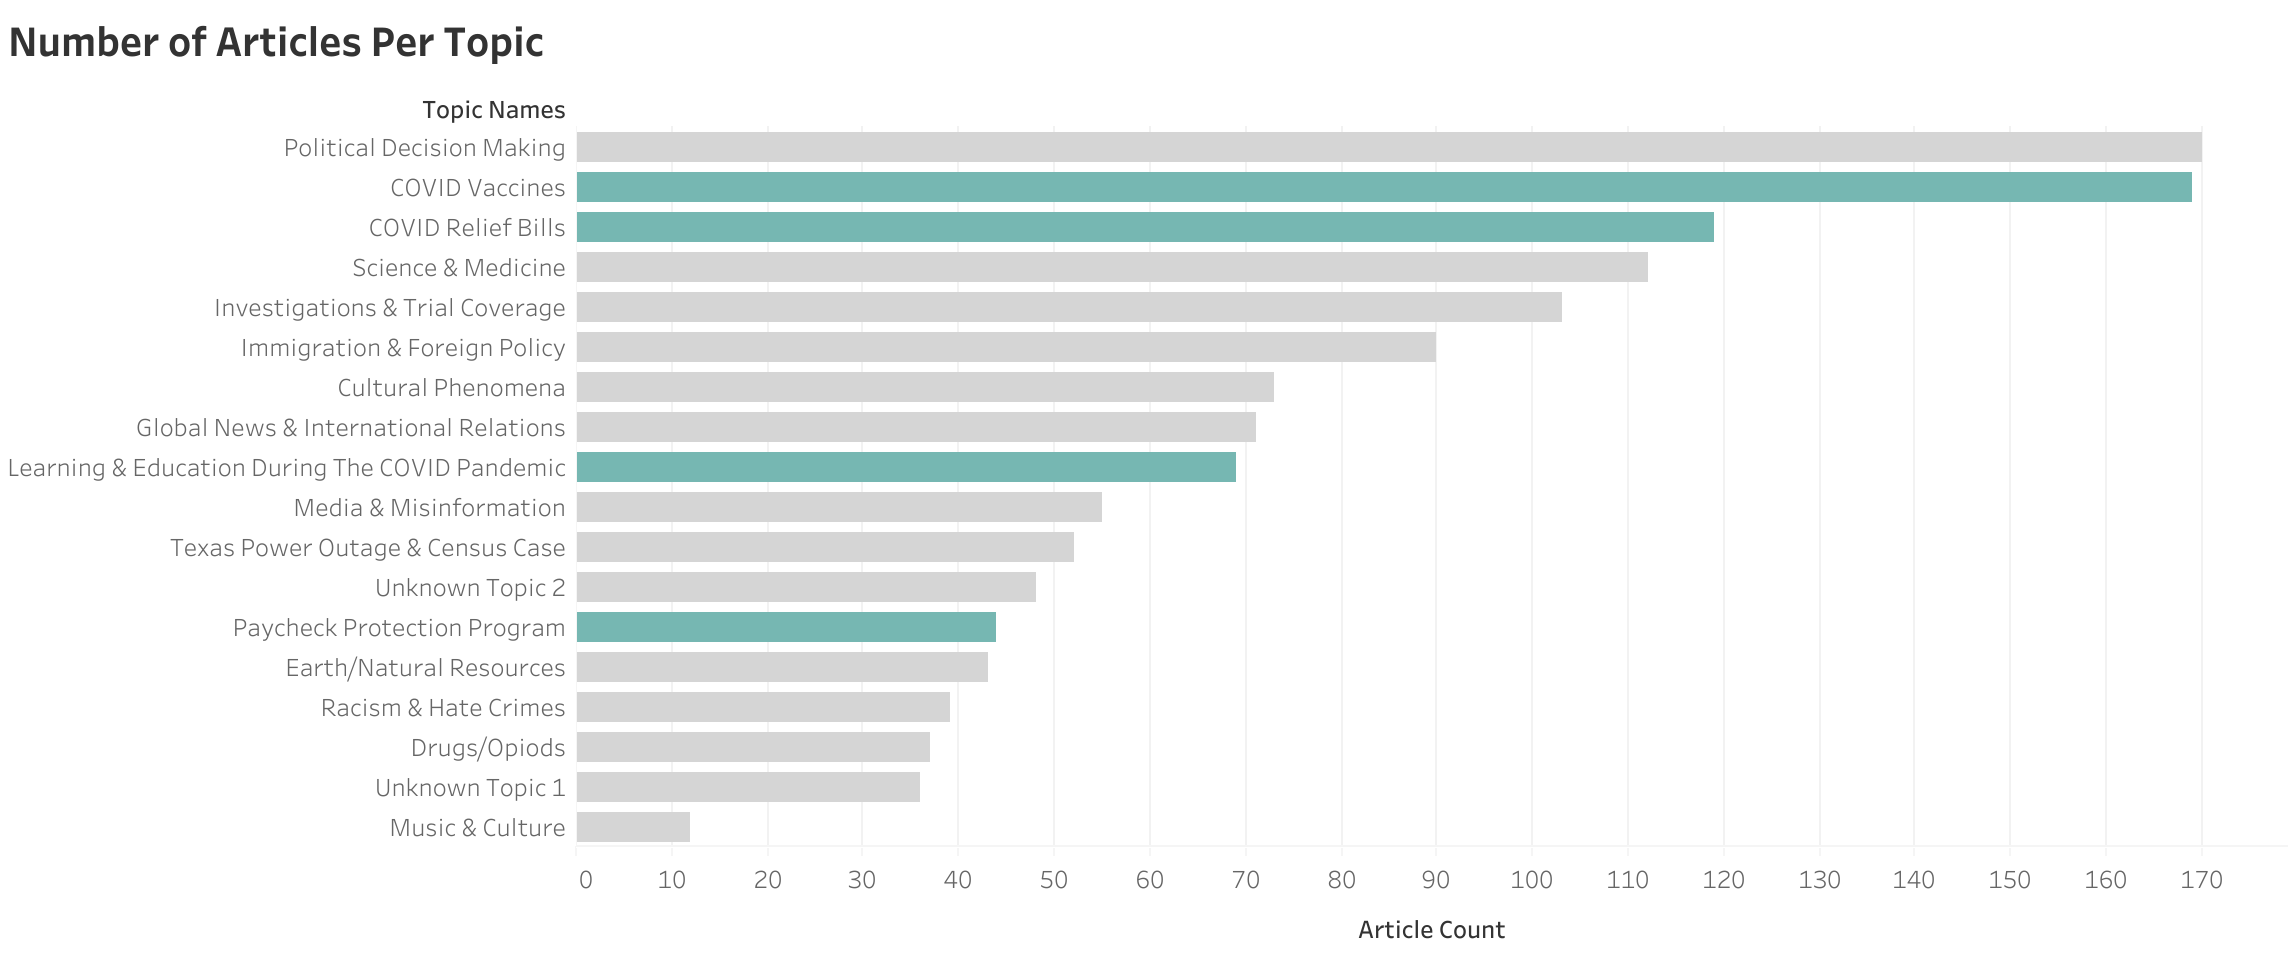 Number of Articles Per Topic
Topic Names
Political Decision Making
COVID Vaccines
COVID Relief Bills
Science & Medicine
Investigations & Trial Coverage
Immigration & Foreign Policy
Cultural Phenomena
Global News & International Relations
Learning & Education During The COVID Pandemic
Media & Misinformation
Texas Power Outage & Census Case
Unknown Topic 2
Paycheck Protection Program
Earth/Natural Resources
Racism & Hate Crimes
Drugs/Opiods
Unknown Topic 1
Music & Culture
0 10 20 30 40 50 60 70 80 90 100 110 120 130 140 150 160 170
Article Count